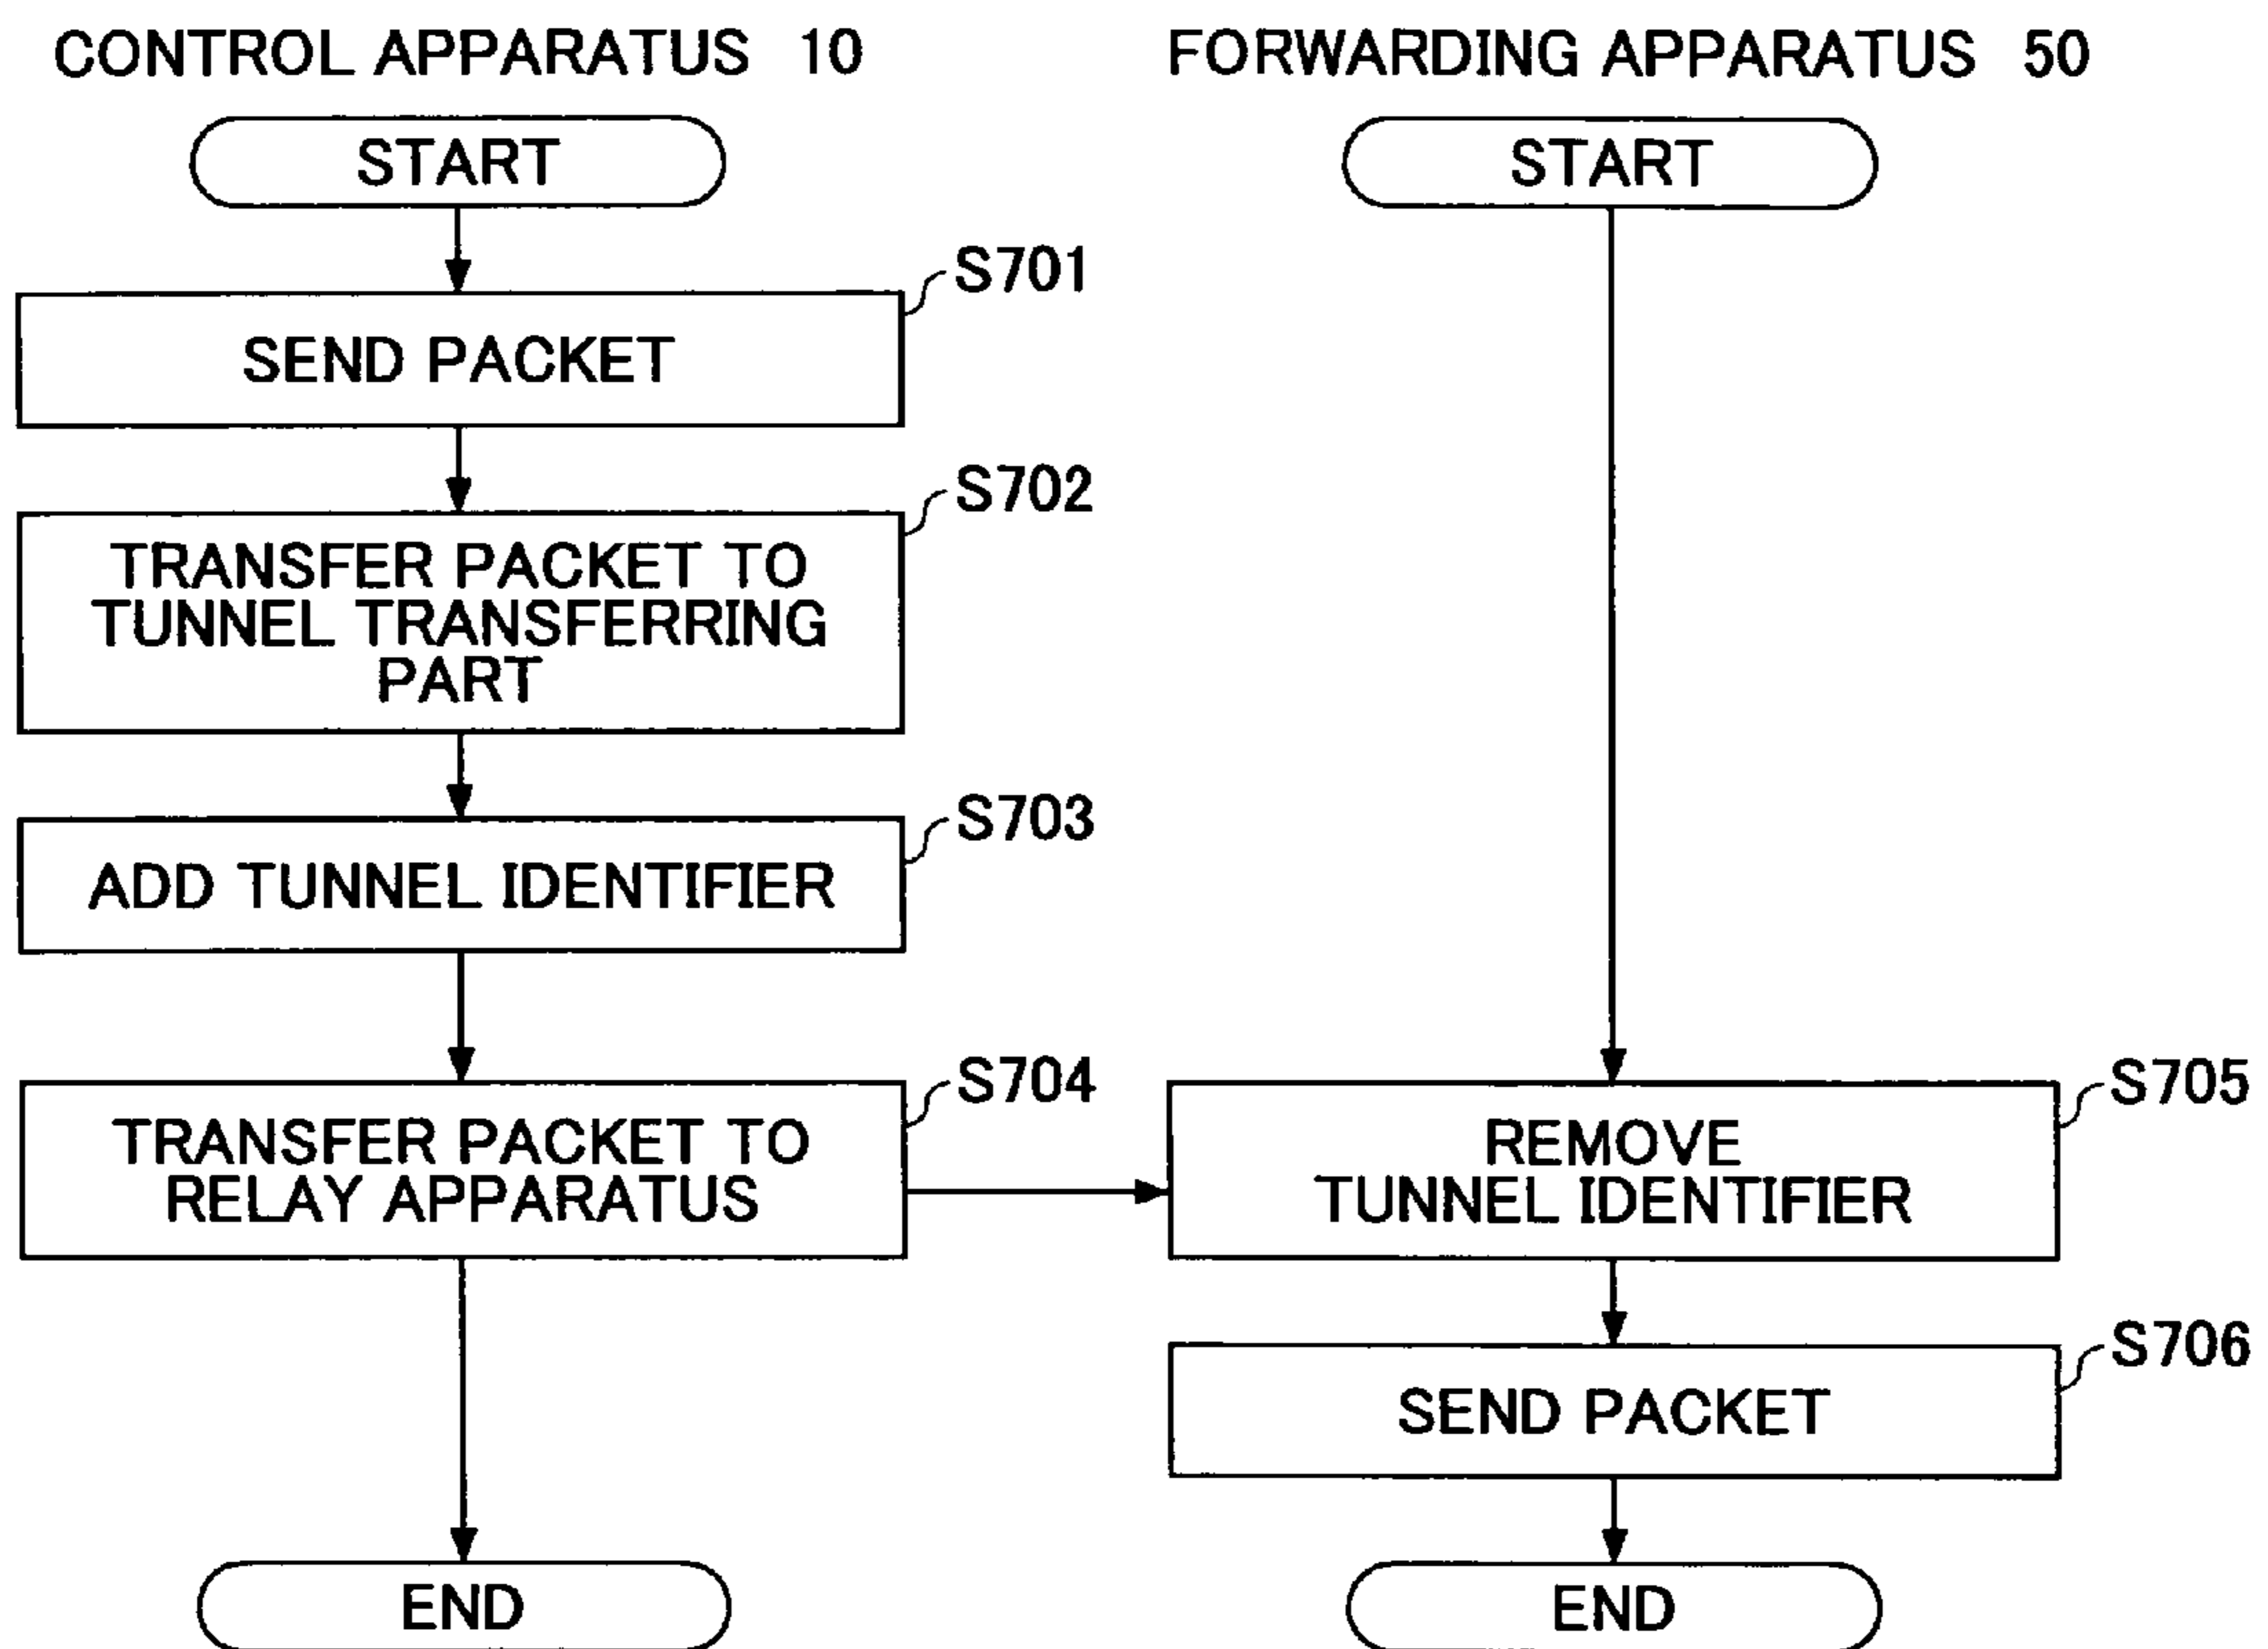 CONTROL APPARATUS 10
START
S701
SEND PACKET
S702
TRANSFER PACKET TO
TUNNEL TRANSFERRING
PART
S703
ADD TUNNEL IDENTIFIER
S704
TRANSFER PACKET TO
RELAY APPARATUS
END
FORWARDING APPARATUS 50
START
S705
REMOVE
TUNNEL IDENTIFIER
S706
SEND PACKET
END